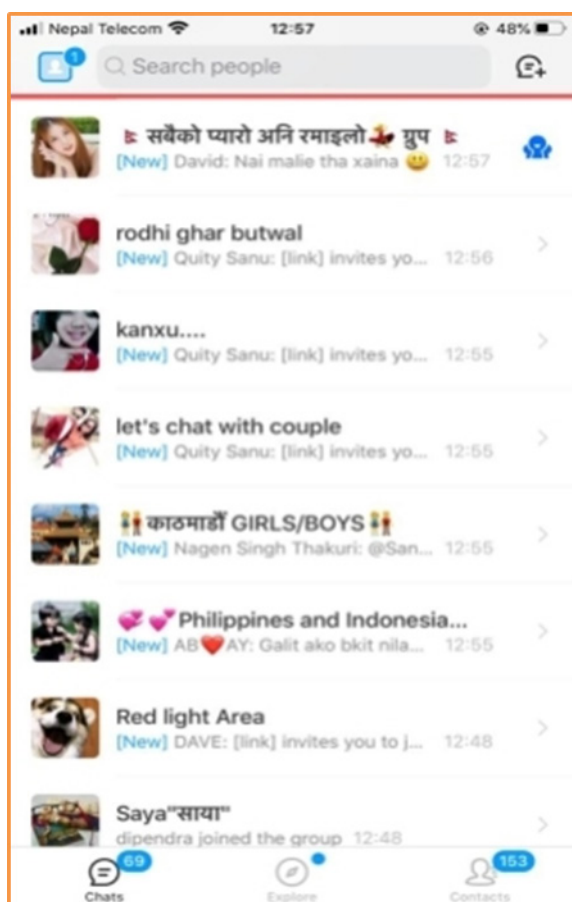 Nepal Telecom 12:57 48%
1
Search people
सबैको प्यारो अनि रमाइलो 💃 ग्रुप
[New] David: Nai malie tha xaina 😃 12:57
rodhi ghar butwal
[New] Quity Sanu: [link] invites yo... 12:56
kanxu....
[New] Quity Sanu: [link] invites yo... 12:55
let's chat with couple
[New] Quity Sanu: [link] invites yo... 12:55
काठमाडौँ GIRLS/BOYS
[New] Nagen Singh Thakuri: @San... 12:55
💞 💕 Philippines and Indonesia...
[New] AB❤️AY: Galit ako bkit nila... 12:55
Red light Area
[New] DAVE: [link] invites you to j... 12:48
Saya"साया"
dipendra joined the group 12:48
69 153
Chats Explore Contacts